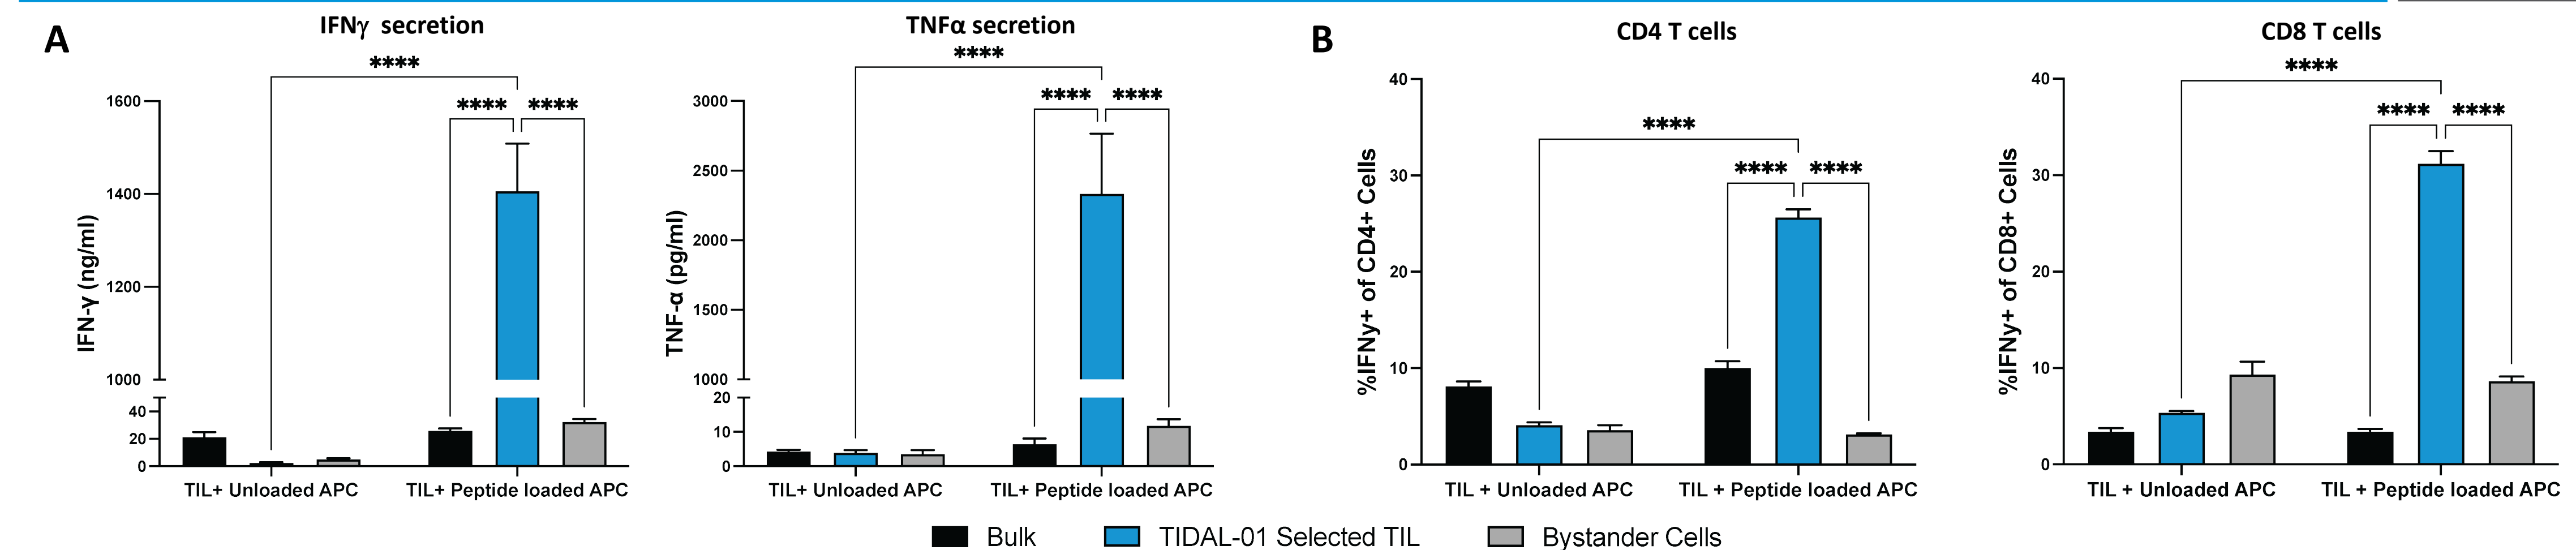 A
IFNγ secretion
****
**** ****
IFN-γ (ng/ml)
1600
1400
1200
1000
40
20
0
TIL+ Unloaded APC
TIL+ Peptide loaded APC
TNFα secretion
****
**** ****
TNF-α (pg/ml)
3000
2500
2000
1500
1000
20
10
0
TIL+ Unloaded APC
TIL+ Peptide loaded APC
B
CD4 T cells
****
**** ****
%IFNy+ of CD4+ Cells
40
30
20
10
0
TIL + Unloaded APC
TIL + Peptide loaded APC
CD8 T cells
****
**** ****
%IFNy+ of CD8+ Cells
40
30
20
10
0
TIL + Unloaded APC
TIL + Peptide loaded APC
Bulk
TIDAL-01 Selected TIL
Bystander Cells